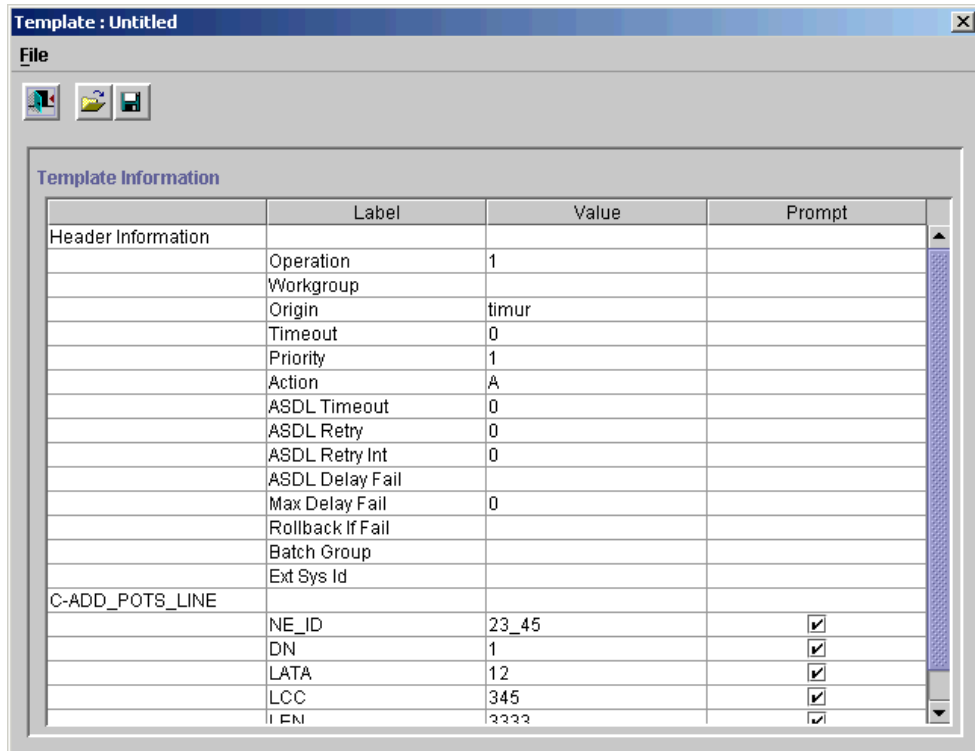 Template : Untitled
File
Template Information
Label Value Prompt
Header Information
Operation 1
Workgroup
Origin timur
Timeout 0
Priority 1
Action A
ASDL Timeout 0
ASDL Retry 0
ASDL Retry Int 0
ASDL Delay Fail
Max Delay Fail 0
Rollback If Fail
Batch Group
Ext Sys Id
C-ADD_POTS_LINE
NE_ID 23_45
DN 1
LATA 12
LCC 345
LEN 3333